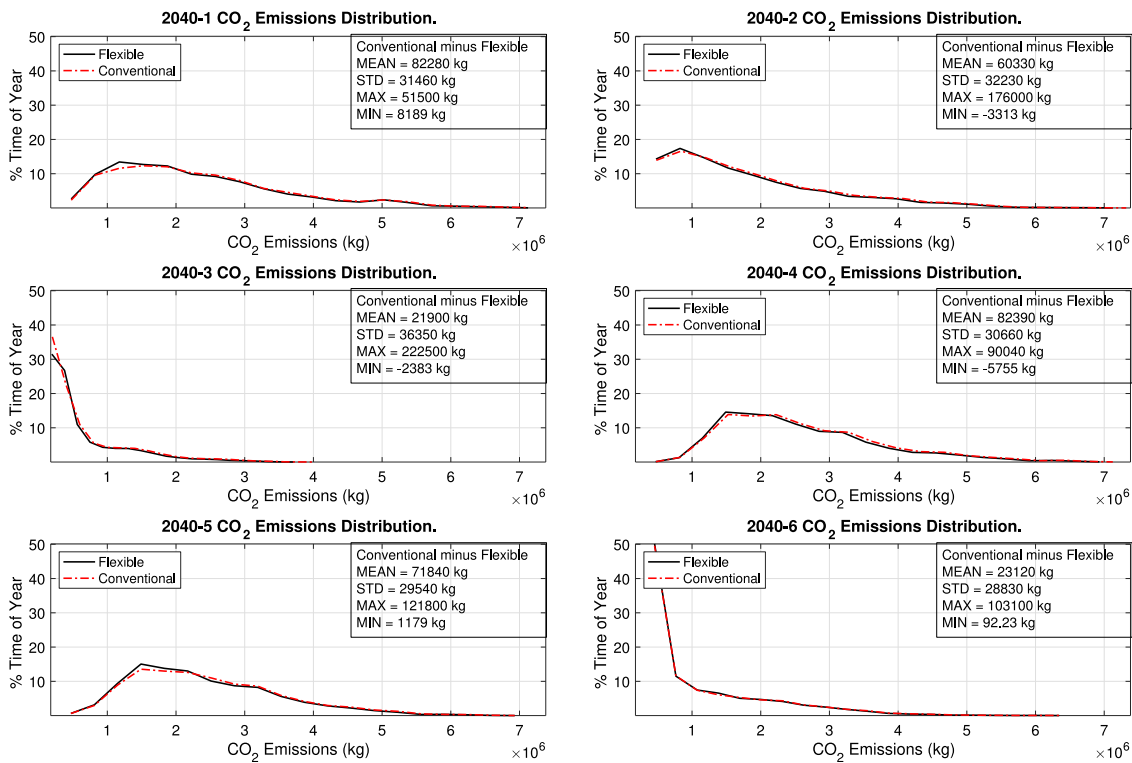 2040-1 CO2 Emissions Distribution.
50
40
30
20
10
% Time of Year
Flexible
Conventional
Conventional minus Flexible
MEAN = 82280 kg
STD = 31460 kg
MAX = 51500 kg
MIN = 8189 kg
1 2 3 4 5 6 7
CO2 Emissions (kg)
×10^6
2040-2 CO2 Emissions Distribution.
50
40
30
20
10
% Time of Year
Flexible
Conventional
Conventional minus Flexible
MEAN = 60330 kg
STD = 32230 kg
MAX = 176000 kg
MIN = -3313 kg
1 2 3 4 5 6 7
CO2 Emissions (kg)
×10^6
2040-3 CO2 Emissions Distribution.
50
40
30
20
10
% Time of Year
Conventional minus Flexible
MEAN = 21900 kg
STD = 36350 kg
MAX = 222500 kg
MIN = -2383 kg
1 2 3 4 5 6 7
CO2 Emissions (kg)
×10^6
2040-4 CO2 Emissions Distribution.
50
40
30
20
10
% Time of Year
Flexible
Conventional
Conventional minus Flexible
MEAN = 82390 kg
STD = 30660 kg
MAX = 90040 kg
MIN = -5755 kg
1 2 3 4 5 6 7
CO2 Emissions (kg)
×10^6
2040-5 CO2 Emissions Distribution.
50
40
30
20
10
% Time of Year
Flexible
Conventional
Conventional minus Flexible
MEAN = 71840 kg
STD = 29540 kg
MAX = 121800 kg
MIN = 1179 kg
1 2 3 4 5 6 7
CO2 Emissions (kg)
×10^6
2040-6 CO2 Emissions Distribution.
50
40
30
20
10
% Time of Year
Flexible
Conventional
Conventional minus Flexible
MEAN = 23120 kg
STD = 28830 kg
MAX = 103100 kg
MIN = 92.23 kg
1 2 3 4 5 6 7
CO2 Emissions (kg)
×10^6